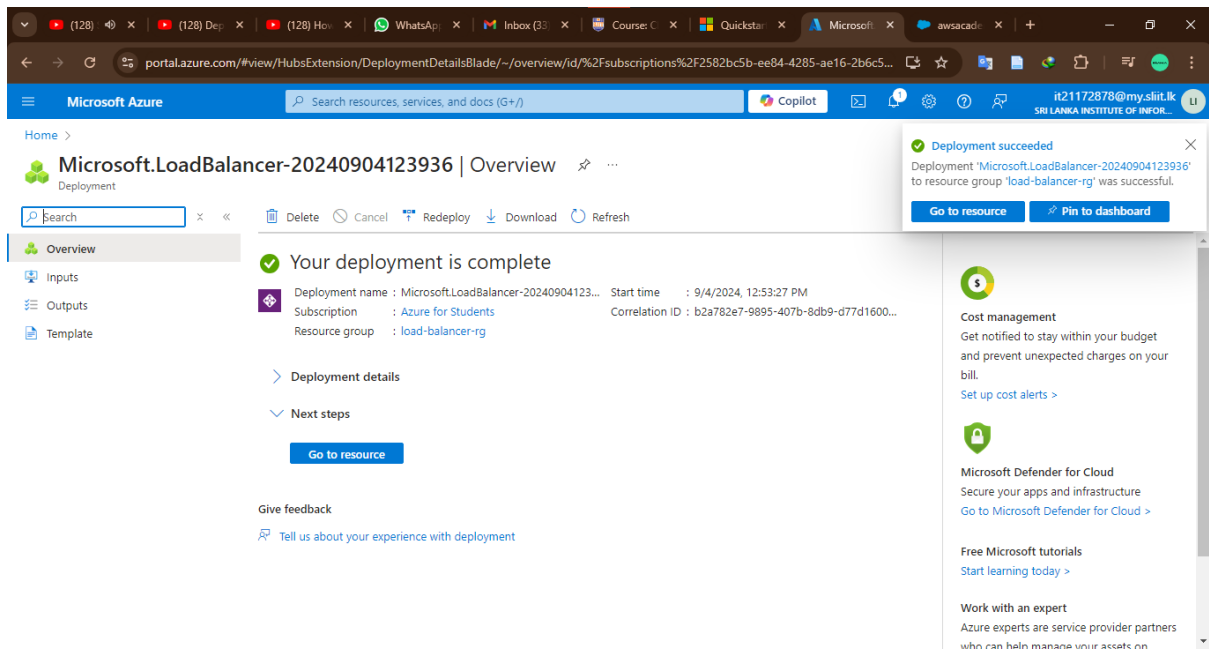 (128)
(128) Dep
(128) How
WhatsApp
Inbox (33)
Course: C
Quickstar
Microsoft
awsacade
portal.azure.com/#view/HubsExtension/DeploymentDetailsBlade/~/overview/id/%2Fsubscriptions%2F2582bc5b-ee84-4285-ae16-2b6c5...
Microsoft Azure
Search resources, services, and docs (G+/)
Copilot
1
it21172878@my.sliit.lk
SRI LANKA INSTITUTE OF INFOR...
LI
Home >
Microsoft.LoadBalancer-20240904123936 | Overview
Deployment
Search
Delete Cancel Redeploy Download Refresh
Deployment succeeded
Deployment 'Microsoft.LoadBalancer-20240904123936'
to resource group 'load-balancer-rg' was successful.
Go to resource
Pin to dashboard
Overview
Inputs
Outputs
Template
Your deployment is complete
Deployment name : Microsoft.LoadBalancer-20240904123...
Subscription : Azure for Students
Resource group : load-balancer-rg
Start time : 9/4/2024, 12:53:27 PM
Correlation ID : b2a782e7-9895-407b-8db9-d77d1600...
Deployment details
Next steps
Go to resource
Give feedback
Tell us about your experience with deployment
Cost management
Get notified to stay within your budget
and prevent unexpected charges on your
bill.
Set up cost alerts >
Microsoft Defender for Cloud
Secure your apps and infrastructure
Go to Microsoft Defender for Cloud >
Free Microsoft tutorials
Start learning today >
Work with an expert
Azure experts are service provider partners
who can help manage your assets on